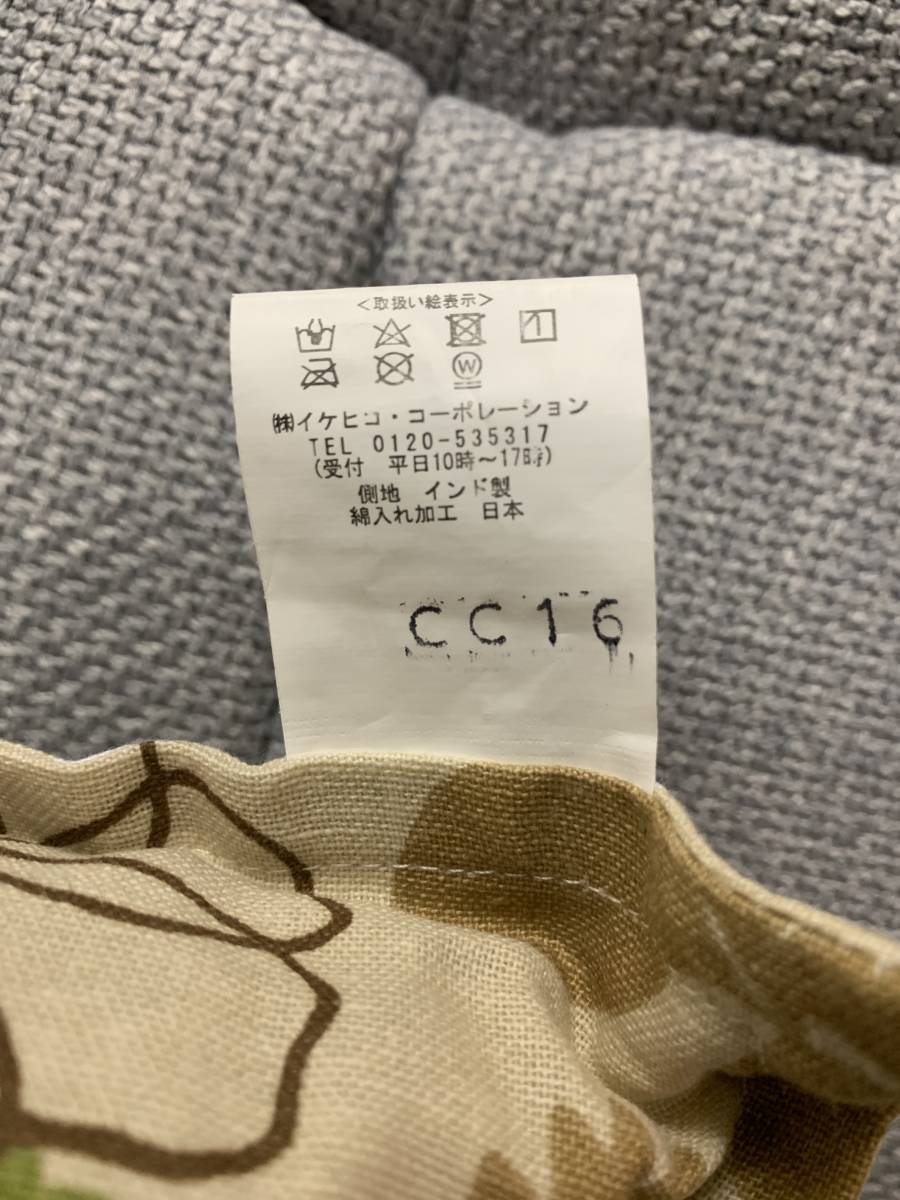 <取扱い絵表示>
W
㈱イケヒコ・コーポレーション
TEL 0120-535317
(受付 平日10時～17時)
側地 インド製
綿入れ加工 日本
CC16